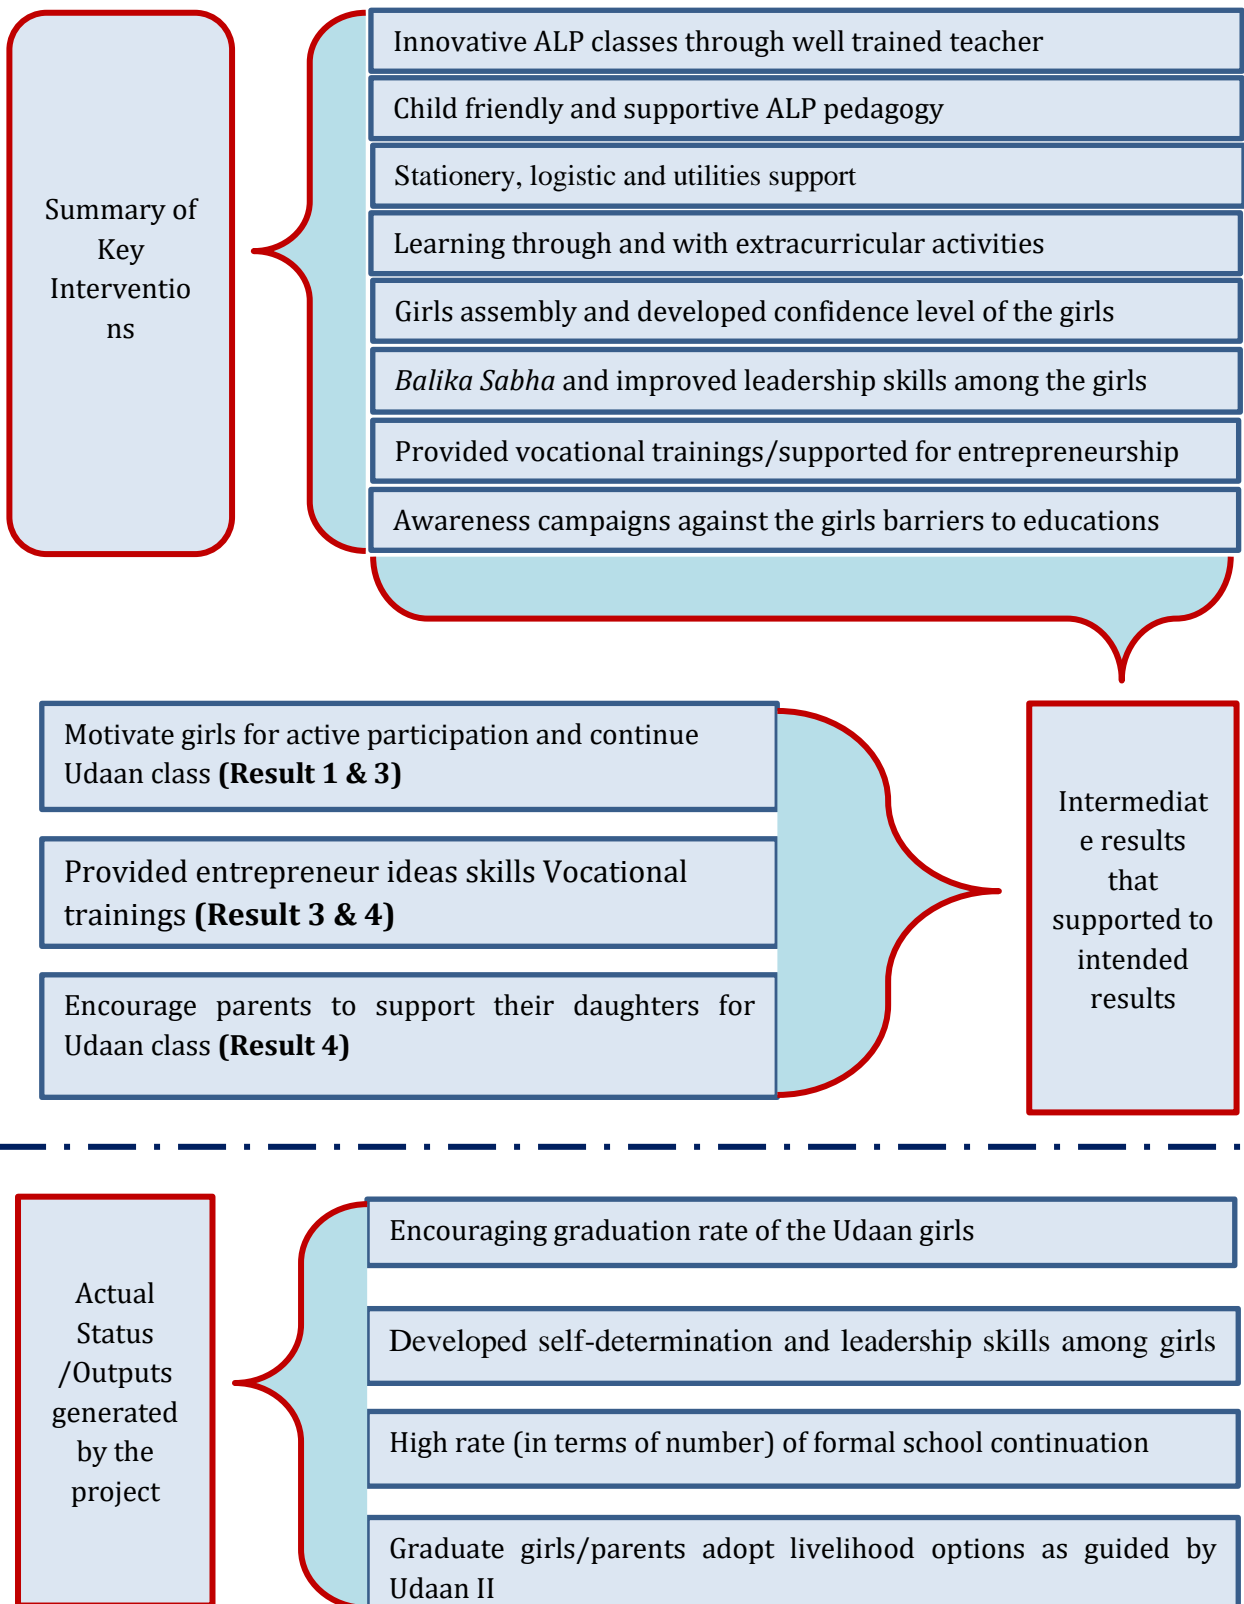 Summary of
Key
Interventio
ns
Innovative ALP classes through well trained teacher
Child friendly and supportive ALP pedagogy
Stationery, logistic and utilities support
Learning through and with extracurricular activities
Girls assembly and developed confidence level of the girls
Balika Sabha and improved leadership skills among the girls
Provided vocational trainings/supported for entrepreneurship
Awareness campaigns against the girls barriers to educations
Motivate girls for active participation and continue
Udaan class (Result 1 & 3)
Provided entrepreneur ideas skills Vocational
trainings (Result 3 & 4)
Encourage parents to support their daughters for
Udaan class (Result 4)
Intermediat
e results
that
supported to
intended
results
Actual
Status
/Outputs
generated
by the
project
Encouraging graduation rate of the Udaan girls
Developed self-determination and leadership skills among girls
High rate (in terms of number) of formal school continuation
Graduate girls/parents adopt livelihood options as guided by
Udaan II